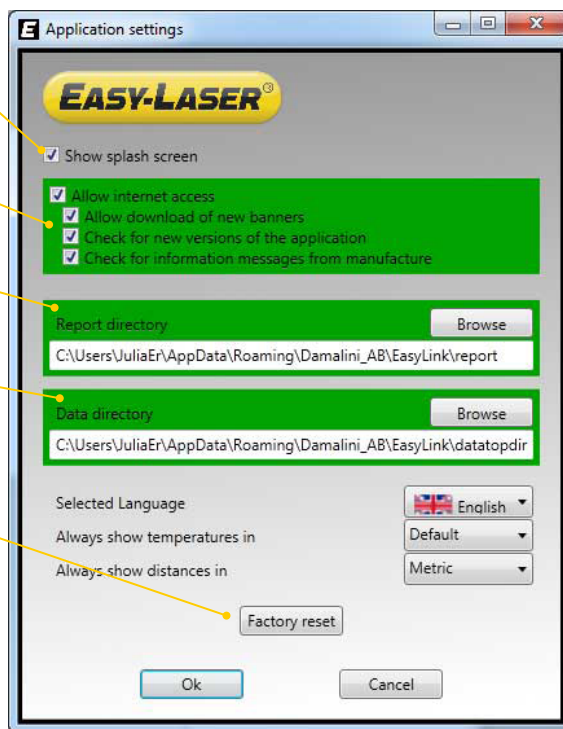 E Application settings
EASY-LASER®
Show splash screen
Allow internet access
Allow download of new banners
Check for new versions of the application
Check for information messages from manufacture
Report directory Browse
C:\Users\JuliaEr\AppData\Roaming\Damalini_AB\EasyLink\report
Data directory Browse
C:\Users\JuliaEr\AppData\Roaming\Damalini_AB\EasyLink\datatopdir
Selected Language English
Always show temperatures in Default
Always show distances in Metric
Factory reset
Ok Cancel